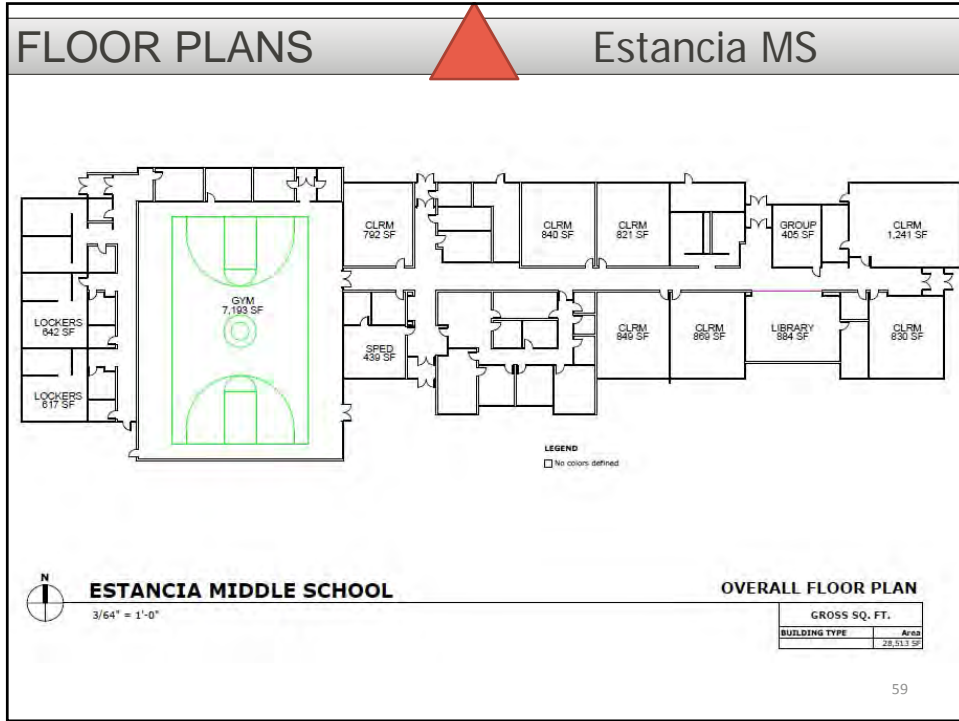 FLOOR PLANS
Estancia MS
CLRM
792 SF
CLRM
840 SF
CLRM
821 SF
GROUP
405 SF
CLRM
1,241 SF
GYM
7,193 SF
LOCKERS
642 SF
SPED
439 SF
CLRM
849 SF
CLRM
869 SF
LIBRARY
884 SF
CLRM
830 SF
LOCKERS
617 SF
LEGEND
No colors defined
N
ESTANCIA MIDDLE SCHOOL
3/64" = 1'-0"
OVERALL FLOOR PLAN
GROSS SQ. FT.
BUILDING TYPE Area
28,513 SF
59